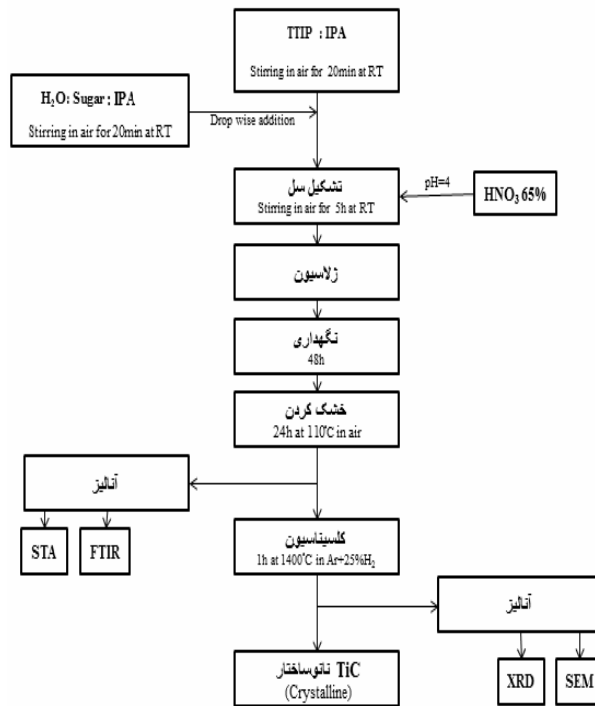 TTIP : IPA
Stirring in air for 20min at RT
H₂O: Sugar : IPA
Stirring in air for 20min at RT
Drop wise addition
تشکیل سل
Stirring in air for 5h at RT
pH=4
HNO₃ 65%
ژلاسیون
نگهداری
48h
خشک کردن
24h at 110°C in air
آنالیز
STA
FTIR
کلسیناسیون
1h at 1400°C in Ar+25%H₂
آنالیز
XRD
SEM
نانوساختار TiC
(Crystalline)